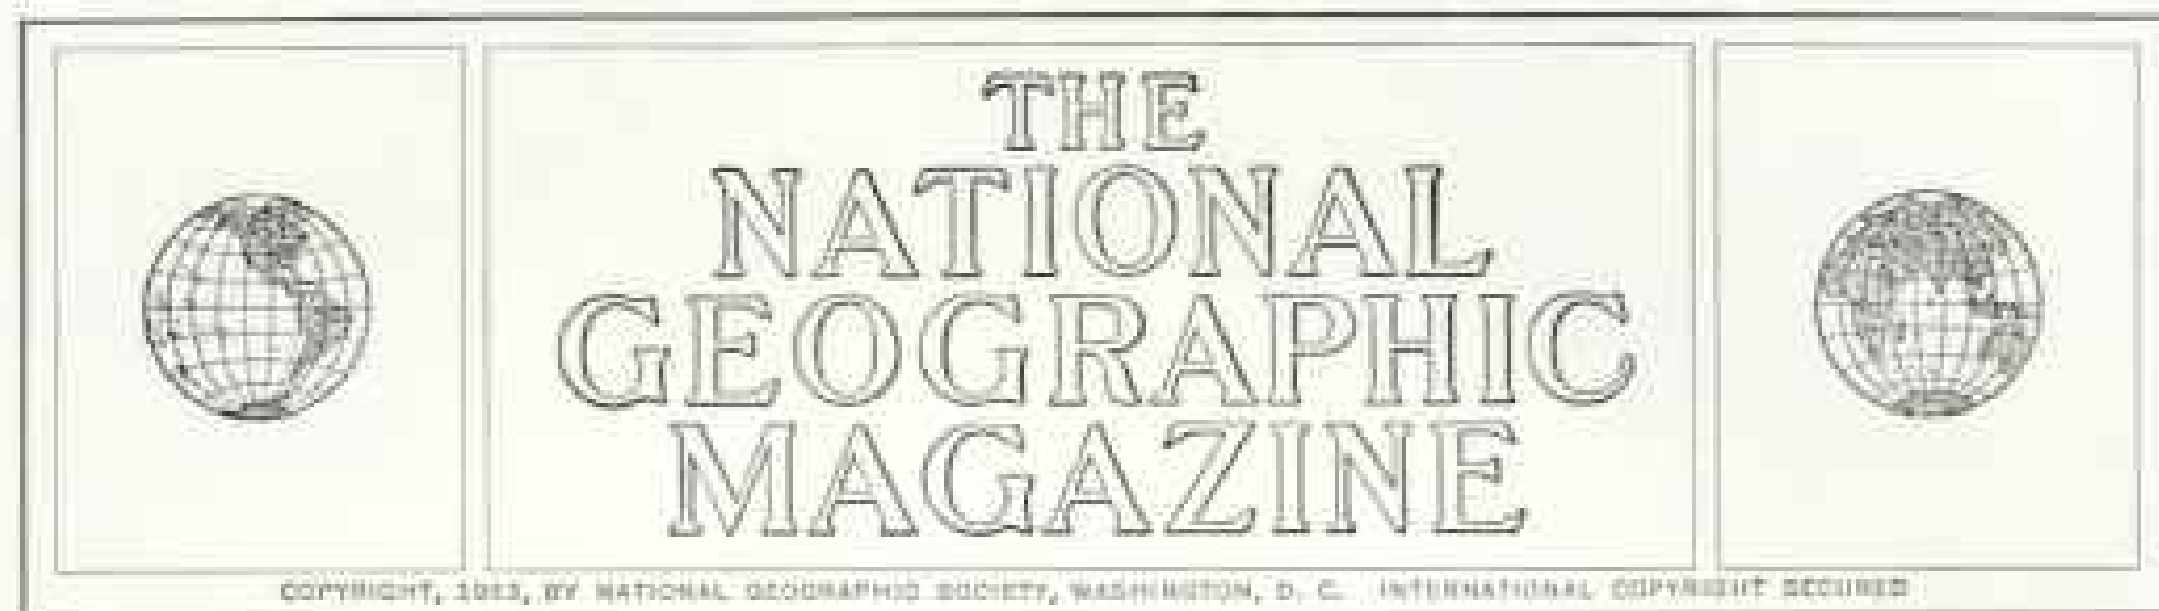 THE
NATIONAL
GEOGRAPHIC
MAGAZINE
COPYRIGHT, BY NATIONAL GEOGRAPHIC SOCIETY, WASHINGTON, D. C. INTERNATIONAL COPYRIGHT SECURED